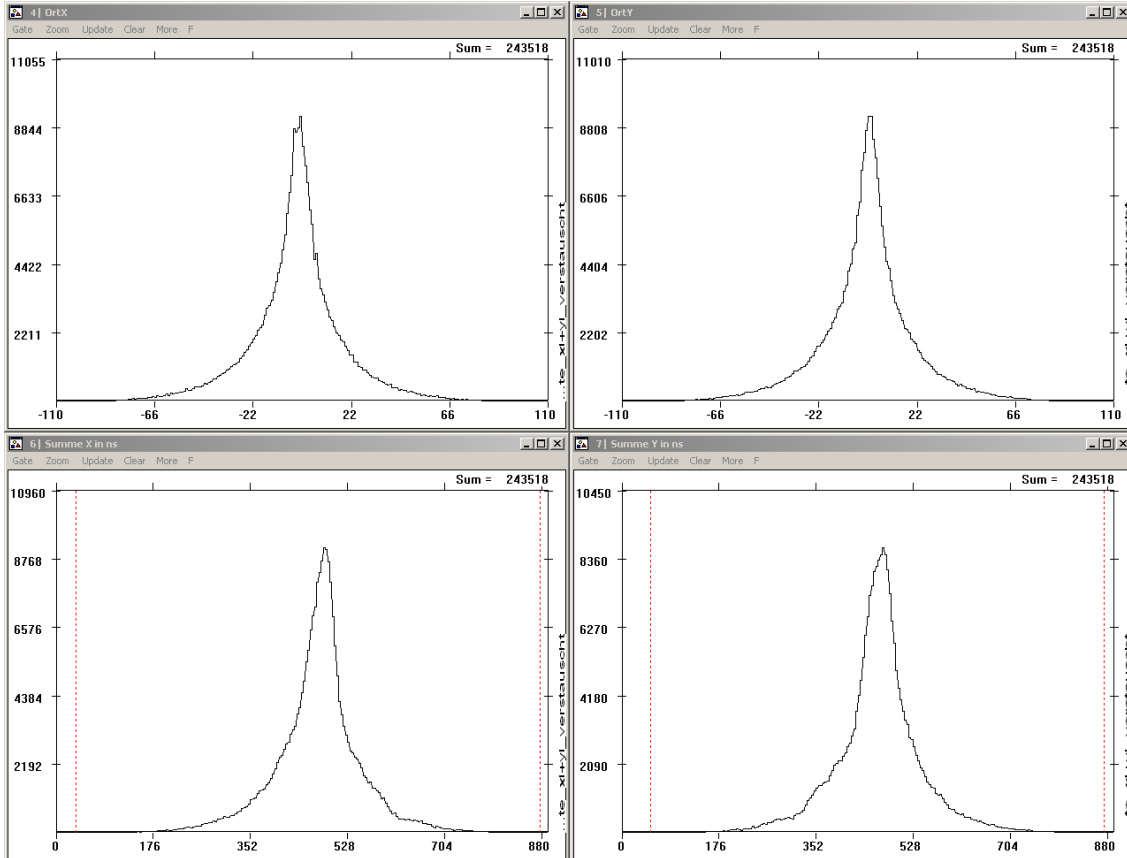 4| OrtX
Gate Zoom Update Clear More F
Sum = 243518
11055
8844
6633
4422
2211
-110 -66 -22 22 66 110
...te_xl+yl_verstauscht
5| OrtY
Gate Zoom Update Clear More F
Sum = 243518
11010
8808
6606
4404
2202
-110 -66 -22 22 66 110
6| Summe X in ns
Gate Zoom Update Clear More F
Sum = 243518
10960
8768
6576
4384
2192
0 176 352 528 704 880
...te_xl+yl_verstauscht
7| Summe Y in ns
Gate Zoom Update Clear More F
Sum = 243518
10450
8360
6270
4180
2090
0 176 352 528 704 880